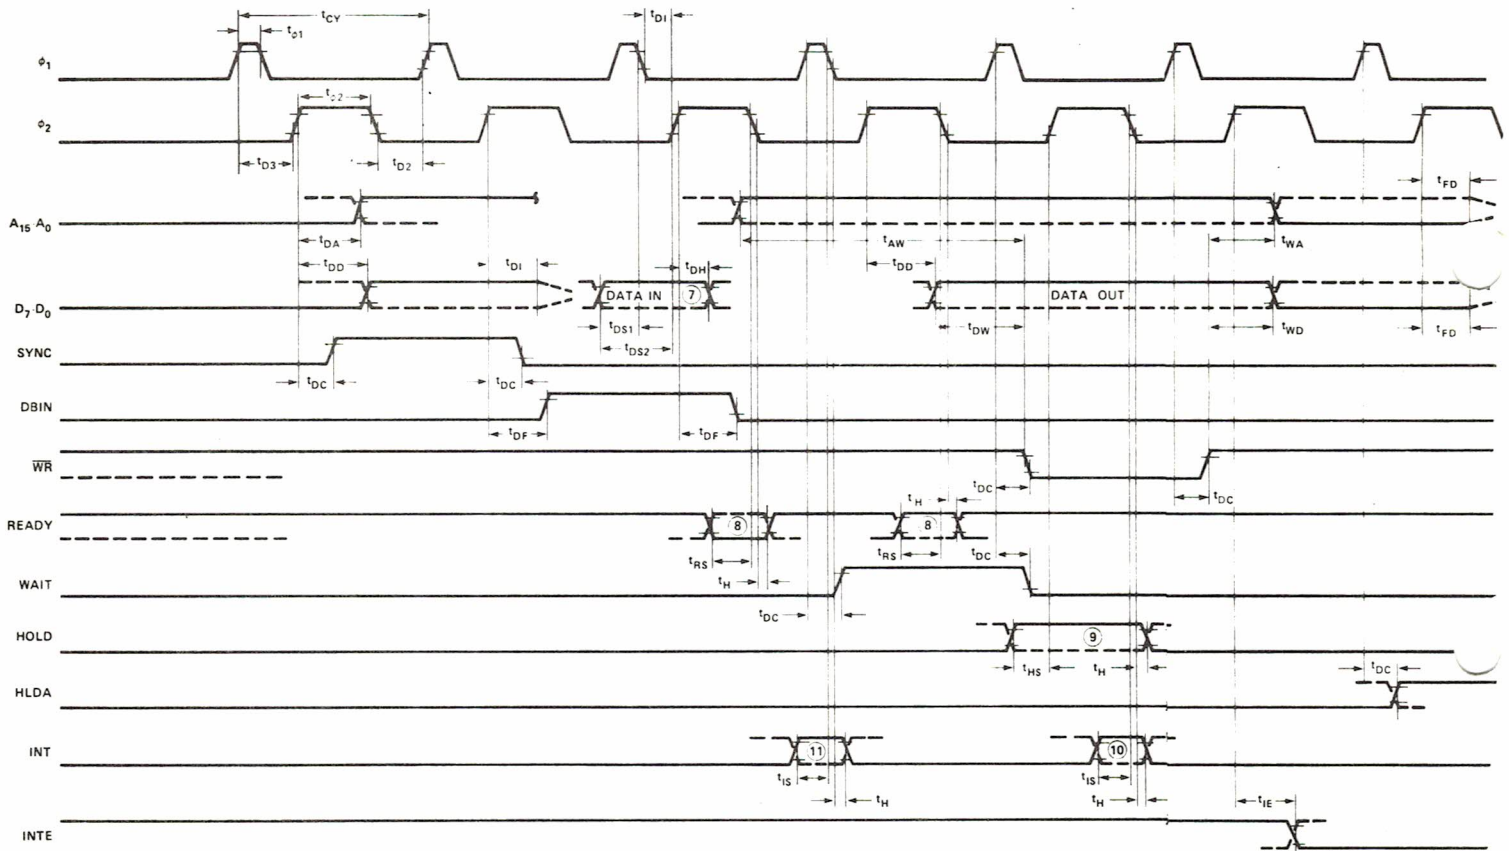 tCY
tDI
tφ1
φ1
tφ2
φ2
tD3
tD2
tFD
A15 A0
tDA
tAW
tWA
tDD
tDI
tDH
tDD
DATA IN
7
DATA OUT
D7-D0
tDS1
tDW
tWD
tFD
tDS2
SYNC
tDC
tDC
DBIN
tDF
tDF
WR
tDC
tDC
tH
READY
8
8
tRS
tRS
tDC
WAIT
tH
tDC
HOLD
9
tHS
tH
tDC
HLDA
INT
11
10
tIS
tIS
tH
tH
tIE
INTE